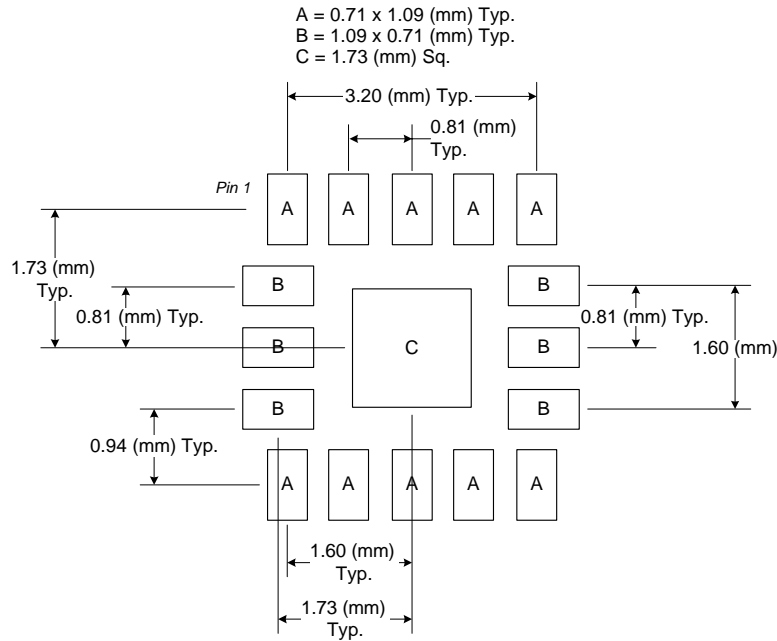 A = 0.71 x 1.09 (mm) Typ.
B = 1.09 x 0.71 (mm) Typ.
C = 1.73 (mm) Sq.
3.20 (mm) Typ.
0.81 (mm)
Typ.
Pin 1
A
A
A
A
A
1.73 (mm)
Typ.
B
B
0.81 (mm) Typ.
0.81 (mm) Typ.
B
C
B
1.60 (mm)
B
B
0.94 (mm) Typ.
A
A
A
A
A
1.60 (mm)
Typ.
1.73 (mm)
Typ.